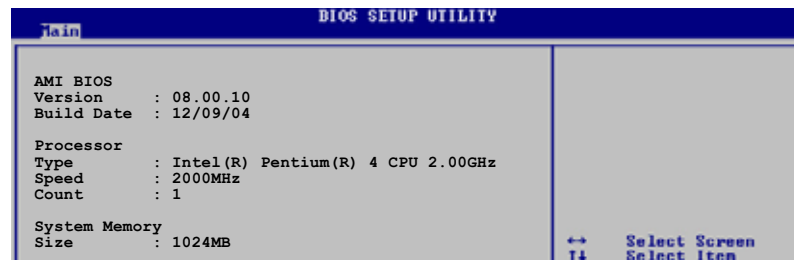 BIOS SETUP UTILITY
Main
AMI BIOS
Version : 08.00.10
Build Date : 12/09/04
Processor
Type : Intel(R) Pentium(R) 4 CPU 2.00GHz
Speed : 2000MHz
Count : 1
System Memory
Size : 1024MB
↔ Select Screen
↑↓ Select Item